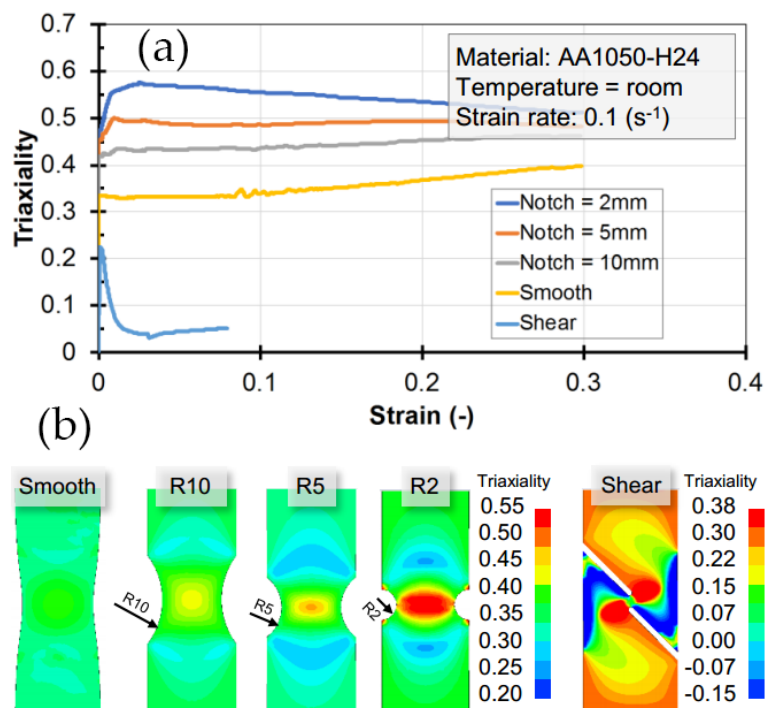 (a)
Material: AA1050-H24
Temperature = room
Strain rate: 0.1 (s⁻¹)
0.7
0.6
0.5
0.4
0.3
0.2
0.1
0
Triaxiality
Notch = 2mm
Notch = 5mm
Notch = 10mm
Smooth
Shear
0 0.1 0.2 0.3 0.4
Strain (-)
(b)
Smooth R10 R5 R2 Triaxiality Shear Triaxiality
R10 R5 R2
0.55 0.38
0.50 0.30
0.45 0.22
0.40 0.15
0.35 0.07
0.30 0.00
0.25 -0.07
0.20 -0.15